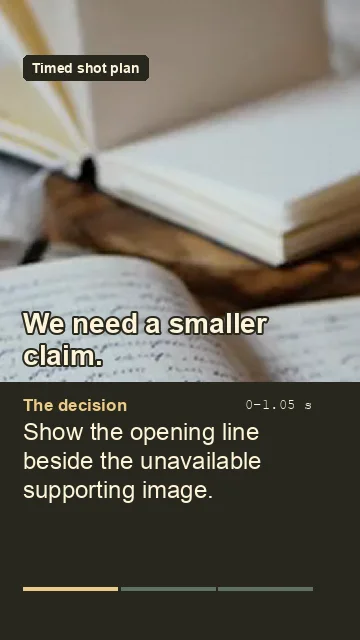 Timed shot plan
We need a smaller
claim.
The decision
0–1.05 s
Show the opening line
beside the unavailable
supporting image.